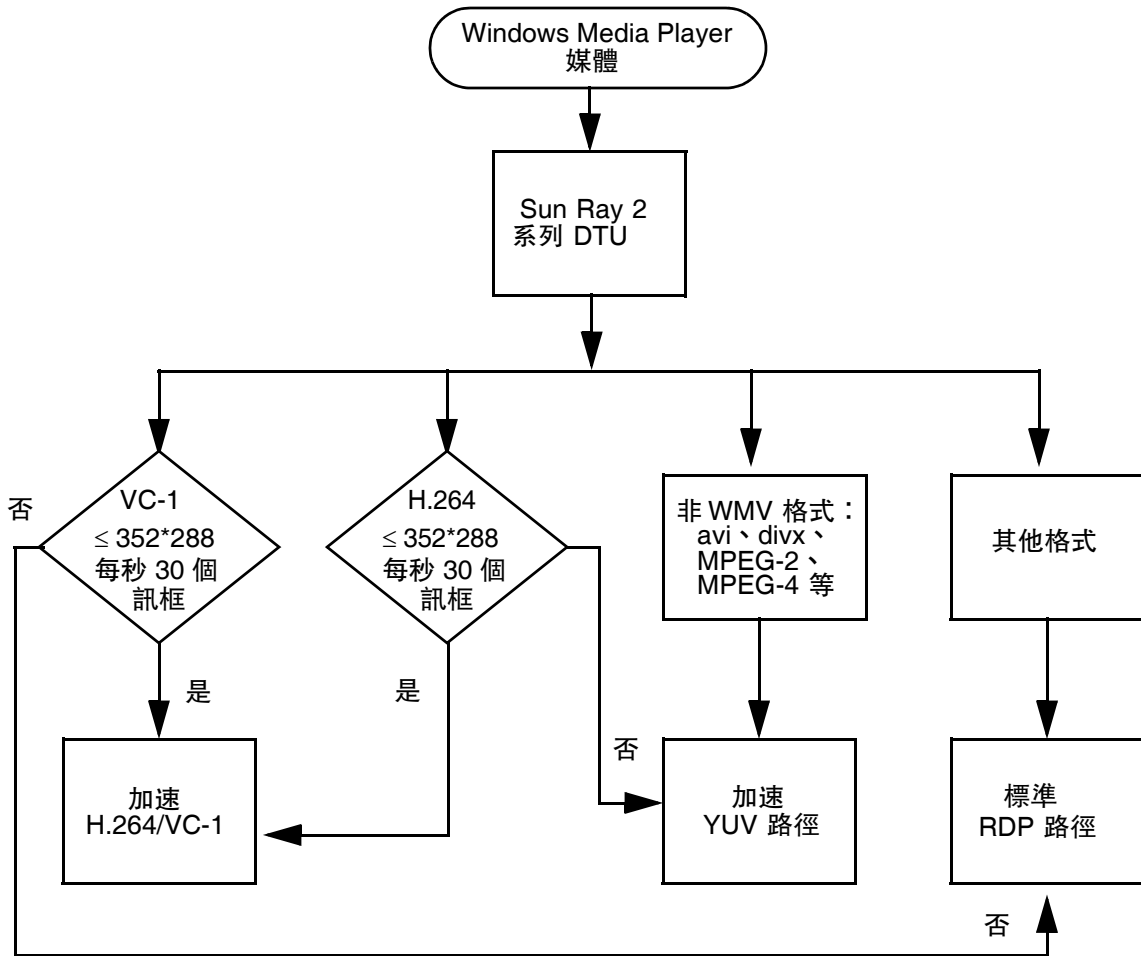 Windows Media Player
媒體
Sun Ray 2
系列 DTU
否
VC-1
≤ 352*288
每秒 30 個
訊框
H.264
≤ 352*288
每秒 30 個
訊框
非 WMV 格式：
avi、divx、
MPEG-2、
MPEG-4 等
其他格式
是
是
否
加速
H.264/VC-1
加速
YUV 路徑
標準
RDP 路徑
否